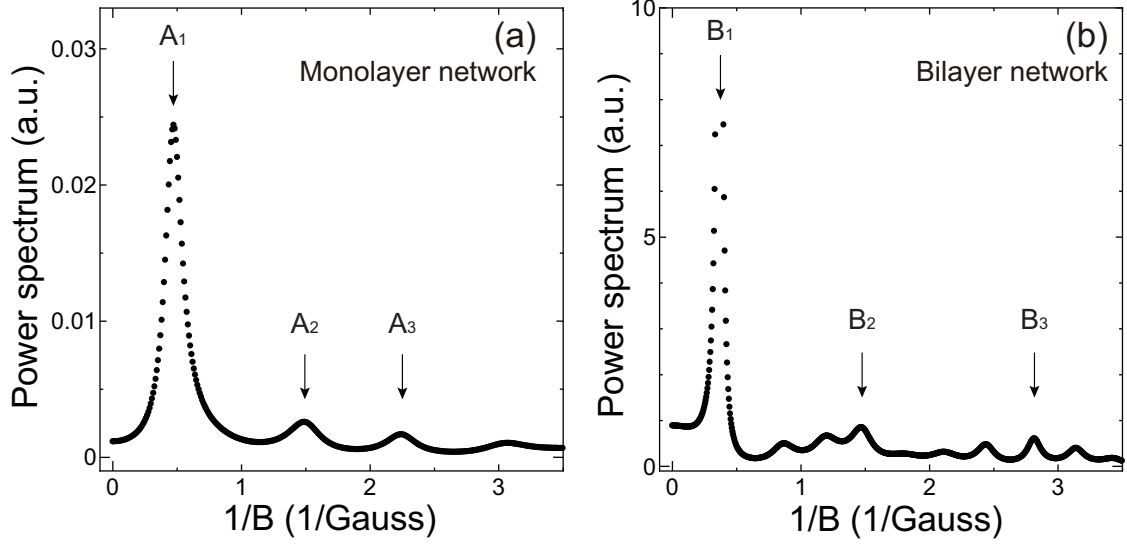 (a)
Monolayer network
A1
A2
A3
0.03
0.02
0.01
0
Power spectrum (a.u.)
0
1
2
3
1/B (1/Gauss)
(b)
Bilayer network
B1
B2
B3
10
5
0
Power spectrum (a.u.)
0
1
2
3
1/B (1/Gauss)